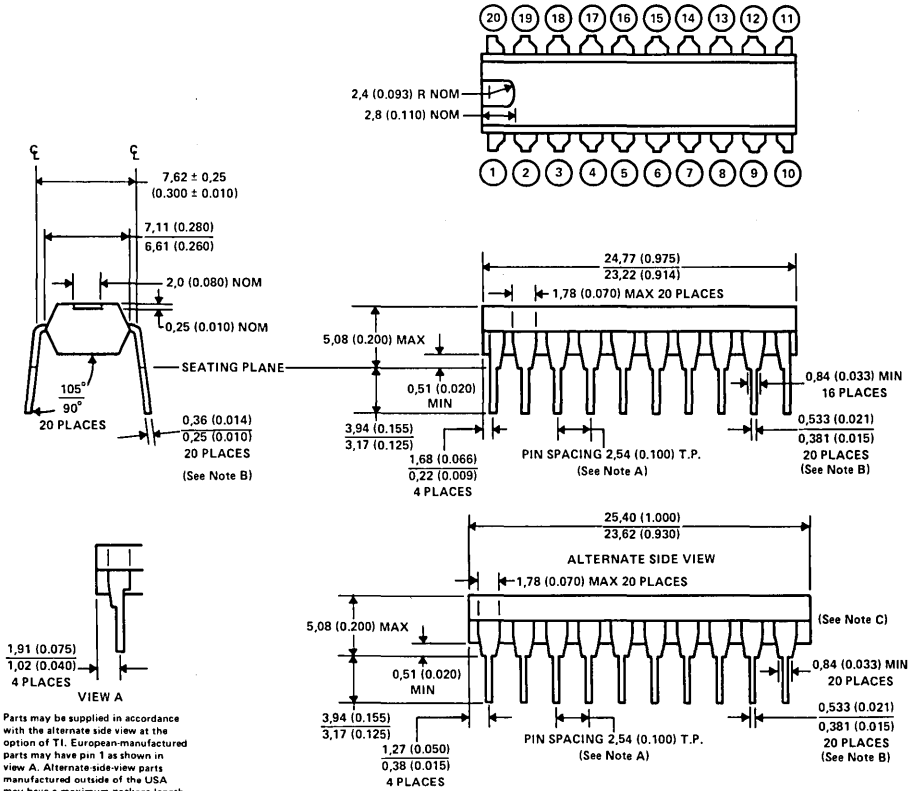 20 19 18 17 16 15 14 13 12 11
2,4 (0.093) R NOM
2,8 (0.110) NOM
1 2 3 4 5 6 7 8 9 10
℄ ℄
7,62 ± 0,25
(0.300 ± 0.010)
7,11 (0.280)
6,61 (0.260)
2,0 (0.080) NOM
0,25 (0.010) NOM
SEATING PLANE
105°
90°
20 PLACES
0,36 (0.014)
0,25 (0.010)
20 PLACES
(See Note B)
24,77 (0.975)
23,22 (0.914)
1,78 (0.070) MAX 20 PLACES
5,08 (0.200) MAX
0,51 (0.020)
MIN
3,94 (0.155)
3,17 (0.125)
1,68 (0.066)
0,22 (0.009)
4 PLACES
PIN SPACING 2,54 (0.100) T.P.
(See Note A)
0,84 (0.033) MIN
16 PLACES
0,533 (0.021)
0,381 (0.015)
20 PLACES
(See Note B)
25,40 (1.000)
23,62 (0.930)
ALTERNATE SIDE VIEW
1,78 (0.070) MAX 20 PLACES
5,08 (0.200) MAX
(See Note C)
0,51 (0.020)
MIN
0,84 (0.033) MIN
20 PLACES
3,94 (0.155)
3,17 (0.125)
1,27 (0.050)
0,38 (0.015)
4 PLACES
PIN SPACING 2,54 (0.100) T.P.
(See Note A)
0,533 (0.021)
0,381 (0.015)
20 PLACES
(See Note B)
1,91 (0.075)
1,02 (0.040)
4 PLACES
VIEW A
Parts may be supplied in accordance
with the alternate side view at the
option of TI. European-manufactured
parts may have pin 1 as shown in
view A. Alternate-side-view parts
manufactured outside of the USA
may have a maximum package length